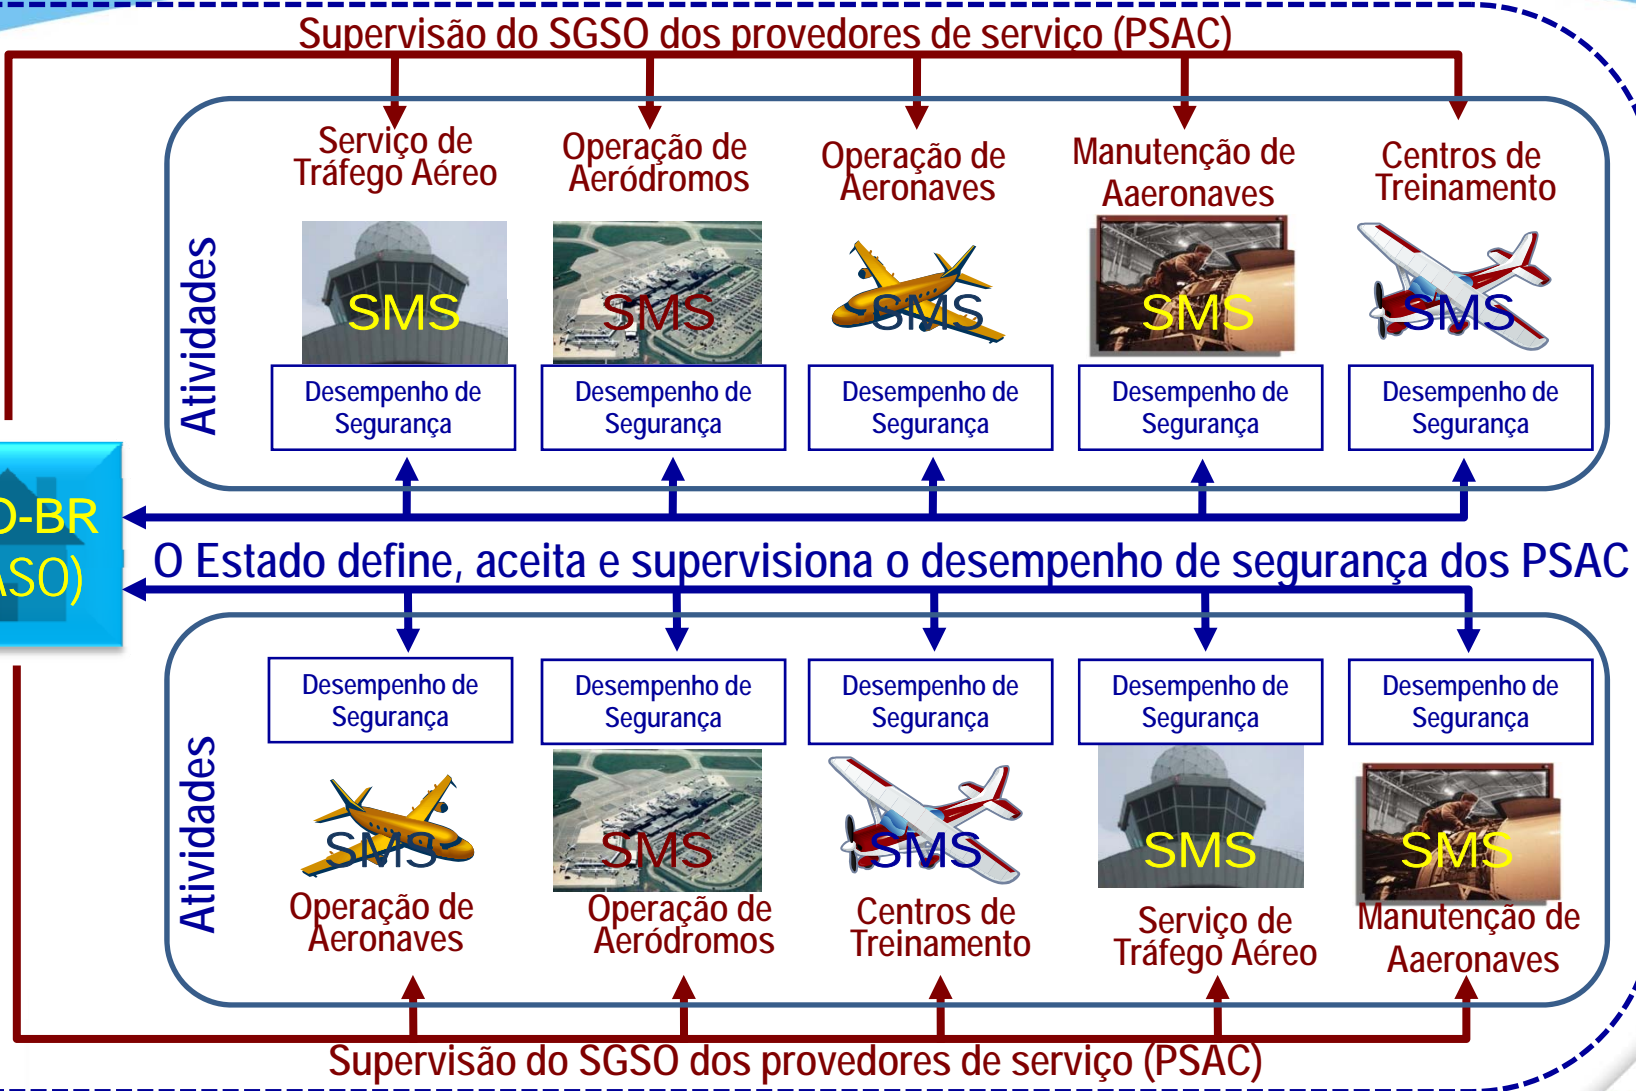 Supervisão do SGSO dos provedores de serviço (PSAC)
Serviço de
Tráfego Aéreo
Operação de
Aeródromos
Operação de
Aeronaves
Manutenção de
Aaeronaves
Centros de
Treinamento
Atividades
SMS
SMS
SMS
SMS
SMS
Desempenho de
Segurança
Desempenho de
Segurança
Desempenho de
Segurança
Desempenho de
Segurança
Desempenho de
Segurança
-BR
O Estado define, aceita e supervisiona o desempenho de segurança dos PSAC
ASO)
Desempenho de
Segurança
Desempenho de
Segurança
Desempenho de
Segurança
Desempenho de
Segurança
Desempenho de
Segurança
Atividades
SMS
SMS
SMS
SMS
SMS
Operação de
Aeronaves
Operação de
Aeródromos
Centros de
Treinamento
Serviço de
Tráfego Aéreo
Manutenção de
Aaeronaves
Supervisão do SGSO dos provedores de serviço (PSAC)